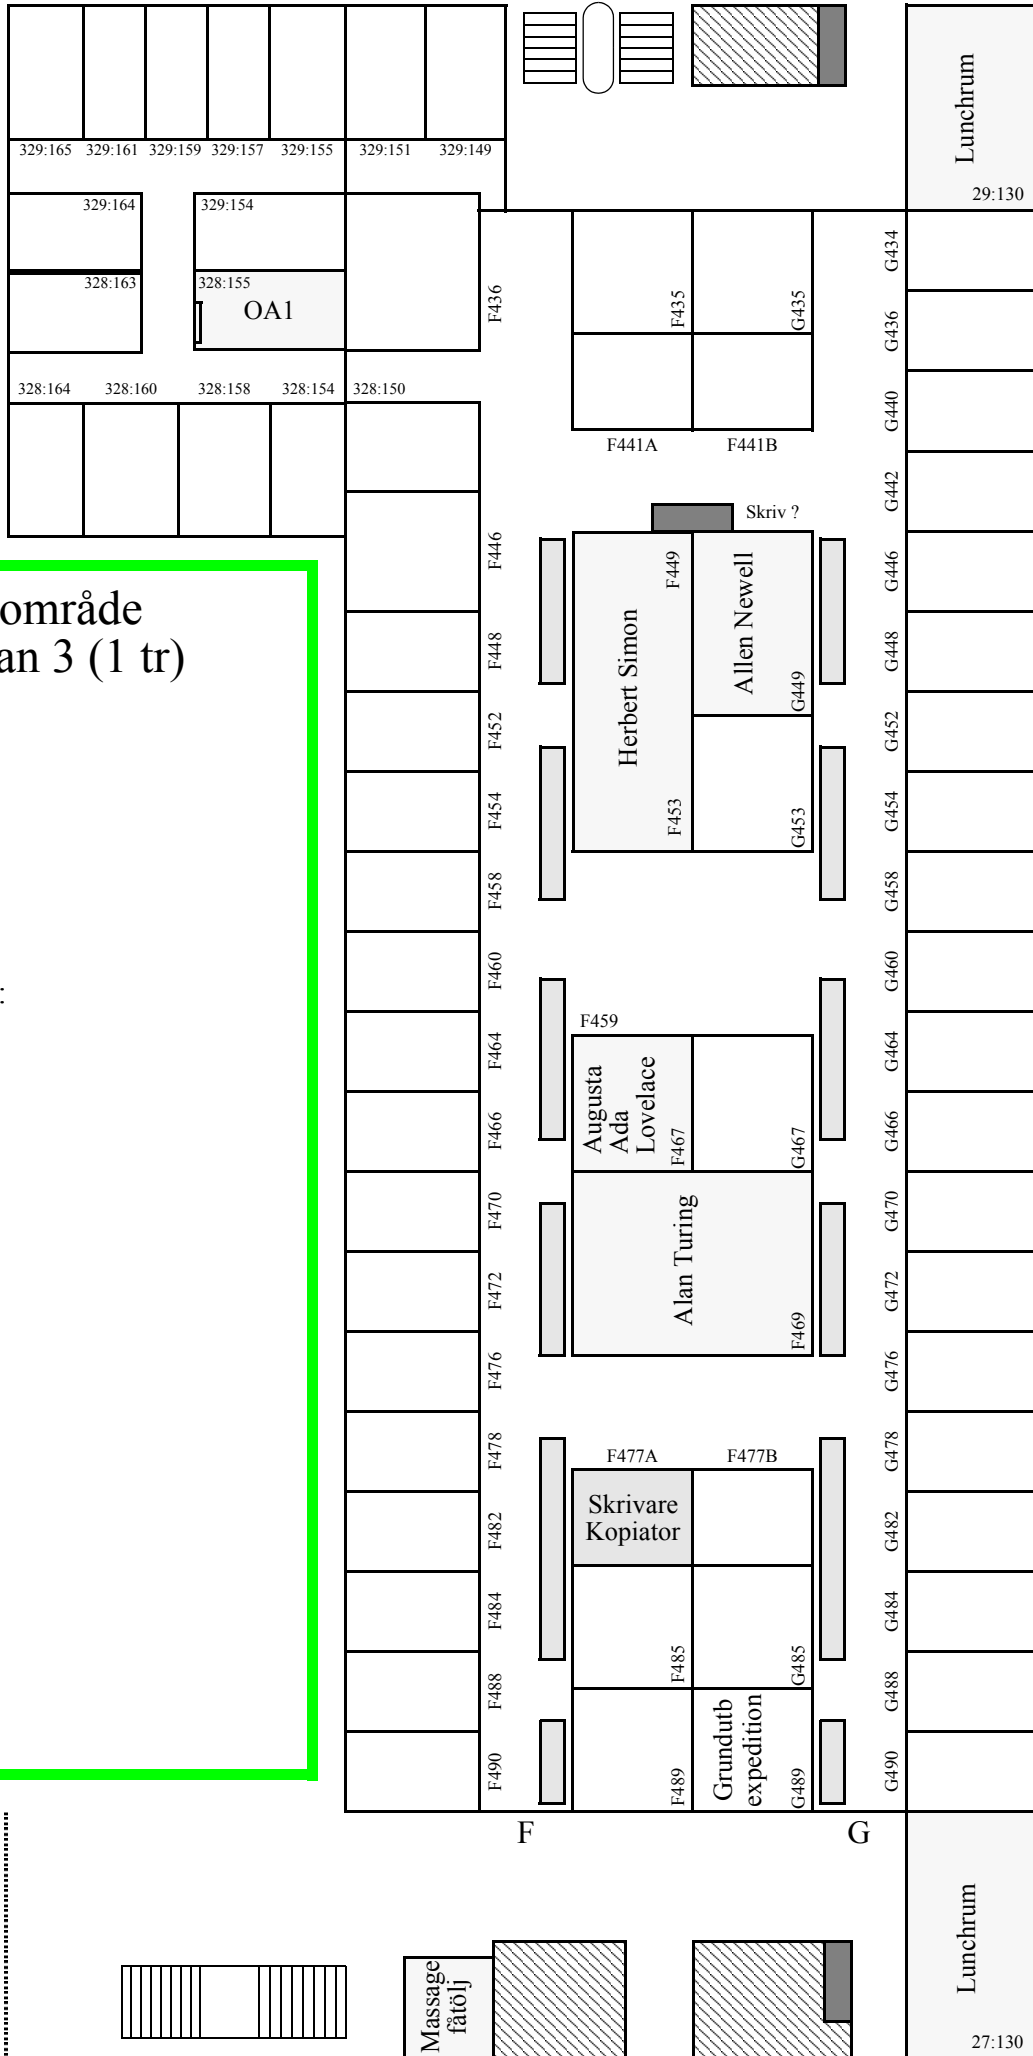 Lunchrum
29:130
329:165 329:161 329:159 329:157 329:155 329:151 329:149
329:164
329:154
328:163
328:155
OA1
328:164 328:160 328:158 328:154 328:150
F436
F435
G435
G434
G436
G440
F441A
F441B
G442
Skriv ?
F446
F449
Allen Newell
G446
område
an 3 (1 tr)
F448
Herbert Simon
G449
G448
F452
G452
F454
F453
G453
G454
F458
G458
F460
G460
:
F459
F464
G464
Augusta
Ada
Lovelace
F466
F467
G467
G466
F470
G470
Alan Turing
F472
G472
F469
F476
G476
F477A
F477B
F478
G478
Skrivare
Kopiator
F482
G482
F484
G484
F485
G485
F488
G488
Grundutb
expedition
F490
F489
G489
G490
F
G
Lunchrum
27:130
Massage
fåtölj